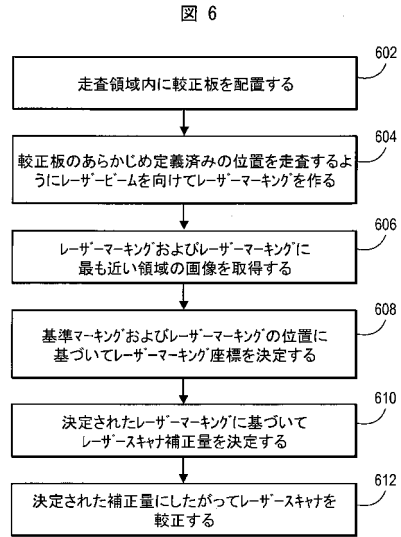 図 6
602
走査領域内に較正板を配置する
604
較正板のあらかじめ定義済みの位置を走査するよ
うにレーザービームを向けてレーザーマーキングを作る
606
レーザーマーキングおよびレーザーマーキングに
最も近い領域の画像を取得する
608
基準マーキングおよびレーザーマーキングの位置に
基づいてレーザーマーキング座標を決定する
610
決定されたレーザーマーキングに基づいて
レーザースキャナ補正量を決定する
612
決定された補正量にしたがってレーザースキャナを
較正する